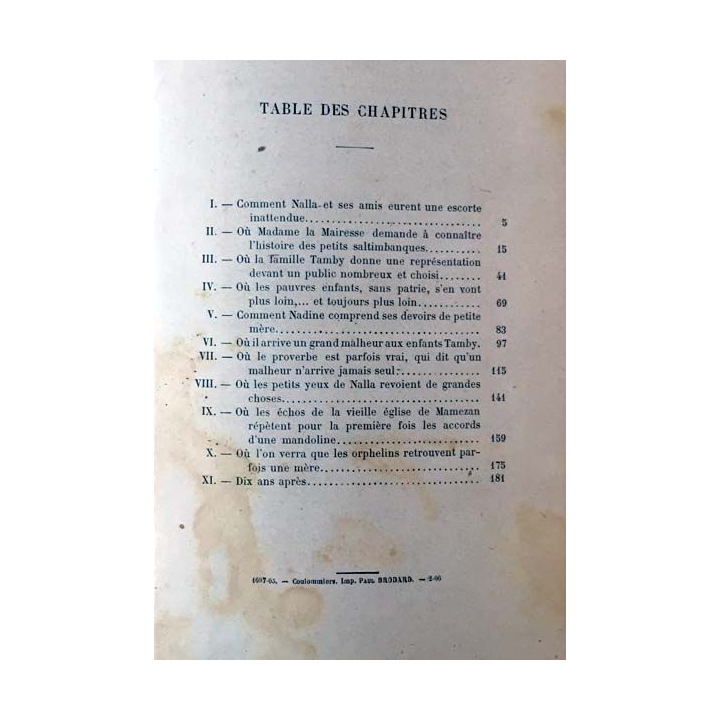 TABLE DES CHAPITRES
I. — Comment Nalla et ses amis eurent une escorte
inattendue................................ 5
II. — Où Madame la Mairesse demande à connaître
l'histoire des petits saltimbanques.......... 15
III. — Où la famille Tamby donne une représentation
devant un public nombreux et choisi........ 41
IV. — Où les pauvres enfants, sans patrie, s'en vont
plus loin,... et toujours plus loin........... 69
V. — Comment Nadine comprend ses devoirs de petite
mère..................................... 83
VI. — Où il arrive un grand malheur aux enfants Tamby. 97
VII. — Où le proverbe est parfois vrai, qui dit qu'un
malheur n'arrive jamais seul............... 115
VIII. — Où les petits yeux de Nalla revoient de grandes
choses.................................... 141
IX. — Où les échos de la vieille église de Mamezan
répètent pour la première fois les accords
d'une mandoline.......................... 159
X. — Où l'on verra que les orphelins retrouvent par-
fois une mère............................. 175
XI. — Dix ans après................................ 181
1697-05. — Coulommiers. Imp. PAUL BRODARD. — 2-06